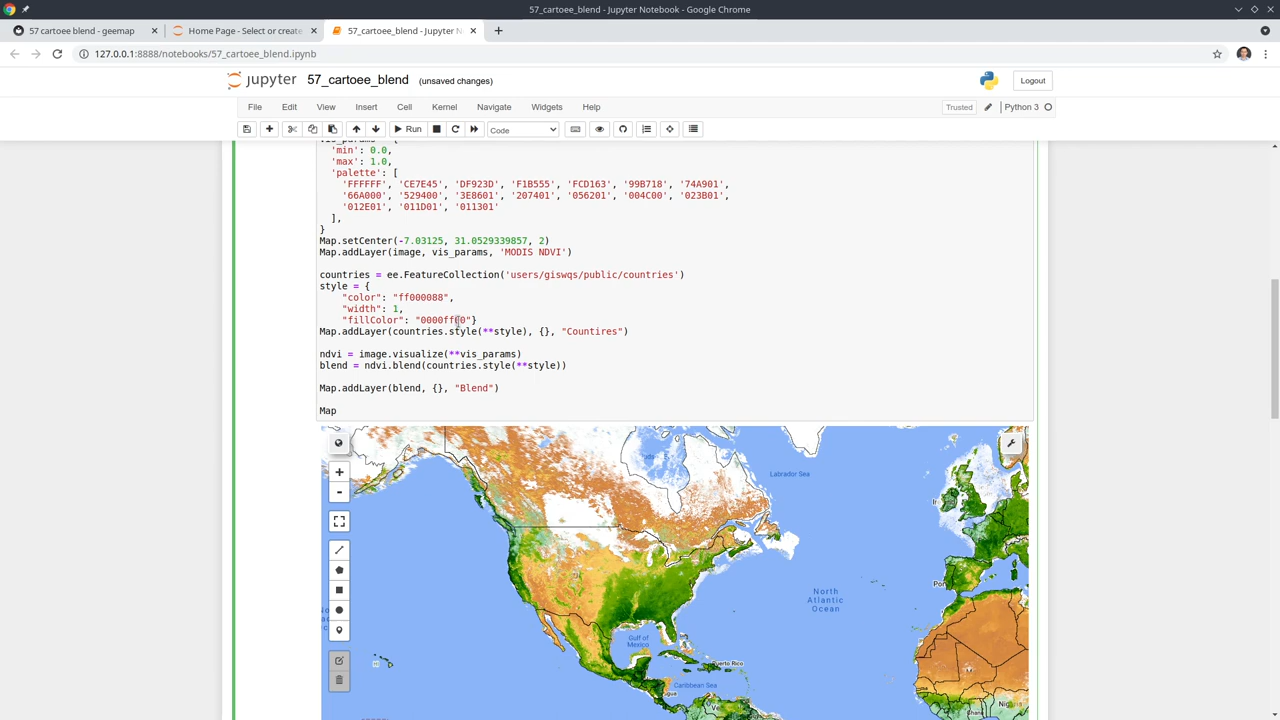 57_cartoee_blend - Jupyter Notebook - Google Chrome
57 cartoee blend - geemap
Home Page - Select or create
57_cartoee_blend - Jupyter N
127.0.0.1:8888/notebooks/57_cartoee_blend.ipynb
jupyter 57_cartoee_blend (unsaved changes)
Logout
File Edit View Insert Cell Kernel Navigate Widgets Help
Trusted Python 3
Run Code
'min': 0.0,
'max': 1.0,
'palette': [
'FFFFFF', 'CE7E45', 'DF923D', 'F1B555', 'FCD163', '99B718', '74A901',
'66A000', '529400', '3E8601', '207401', '056201', '004C00', '023B01',
'012E01', '011D01', '011301'
],
}
Map.setCenter(-7.03125, 31.0529339857, 2)
Map.addLayer(image, vis_params, 'MODIS NDVI')
countries = ee.FeatureCollection('users/giswqs/public/countries')
style = {
"color": "ff000088",
"width": 1,
"fillColor": "0000ff00"}
Map.addLayer(countries.style(**style), {}, "Countires")
ndvi = image.visualize(**vis_params)
blend = ndvi.blend(countries.style(**style))
Map.addLayer(blend, {}, "Blend")
Map
+
-
Labrador Sea
North
Atlantic
Ocean
Gulf of
Mexico
Puerto Rico
Caribbean Sea